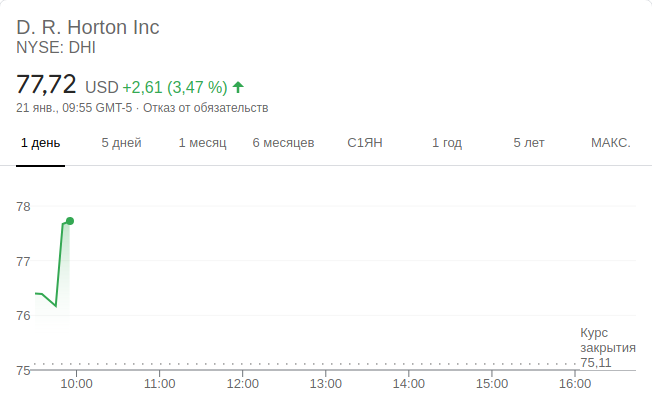 D. R. Horton Inc
NYSE: DHI
77,72 USD +2,61 (3,47 %)
21 янв., 09:55 GMT-5 · Отказ от обязательств
1 день 5 дней 1 месяц 6 месяцев С1ЯН 1 год 5 лет МАКС.
78
77
76
Курс
закрытия
75,11
75
10:00 11:00 12:00 13:00 14:00 15:00 16:00